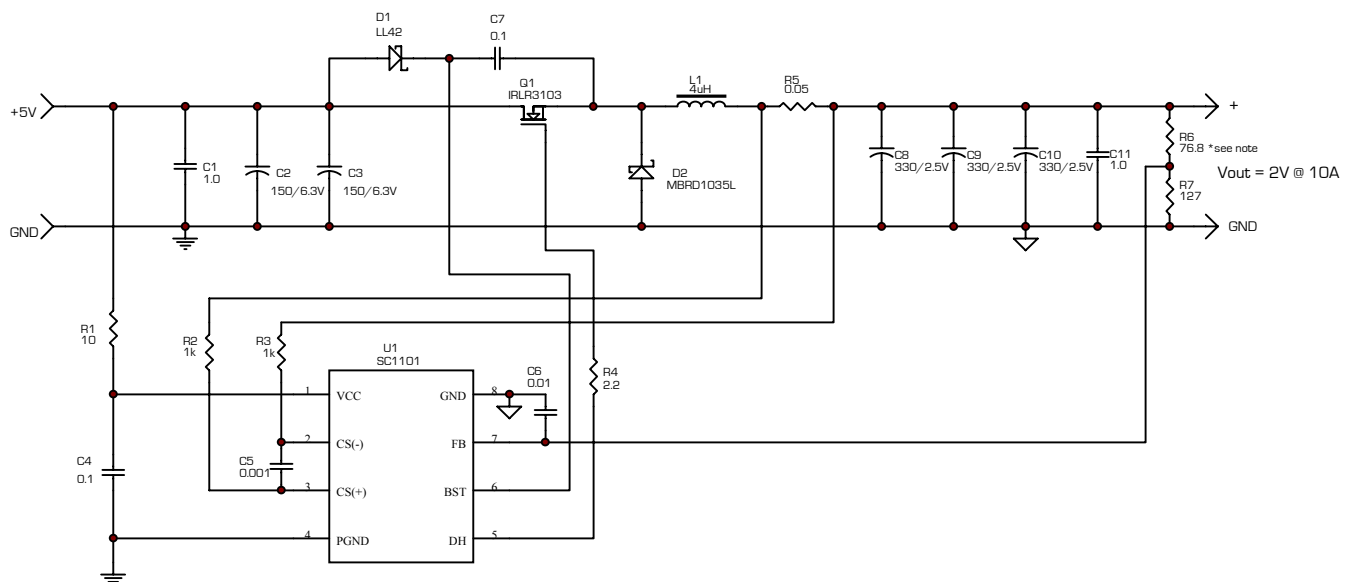 D1
LL42
C7
0.1
Q1
IRLR3103
L1
4uH
R5
0.05
+5V
+
C1
1.0
C2
150/6.3V
C3
150/6.3V
D2
MBRD1035L
C8
330/2.5V
C9
330/2.5V
C10
330/2.5V
C11
1.0
R6
76.8 *see note
R7
127
Vout = 2V @ 10A
GND
GND
R1
10
R2
1k
R3
1k
U1
SC1101
R4
2.2
C6
0.01
1 VCC GND 8
2 CS(-) FB 7
C5
0.001
3 CS(+) BST 6
4 PGND DH 5
C4
0.1